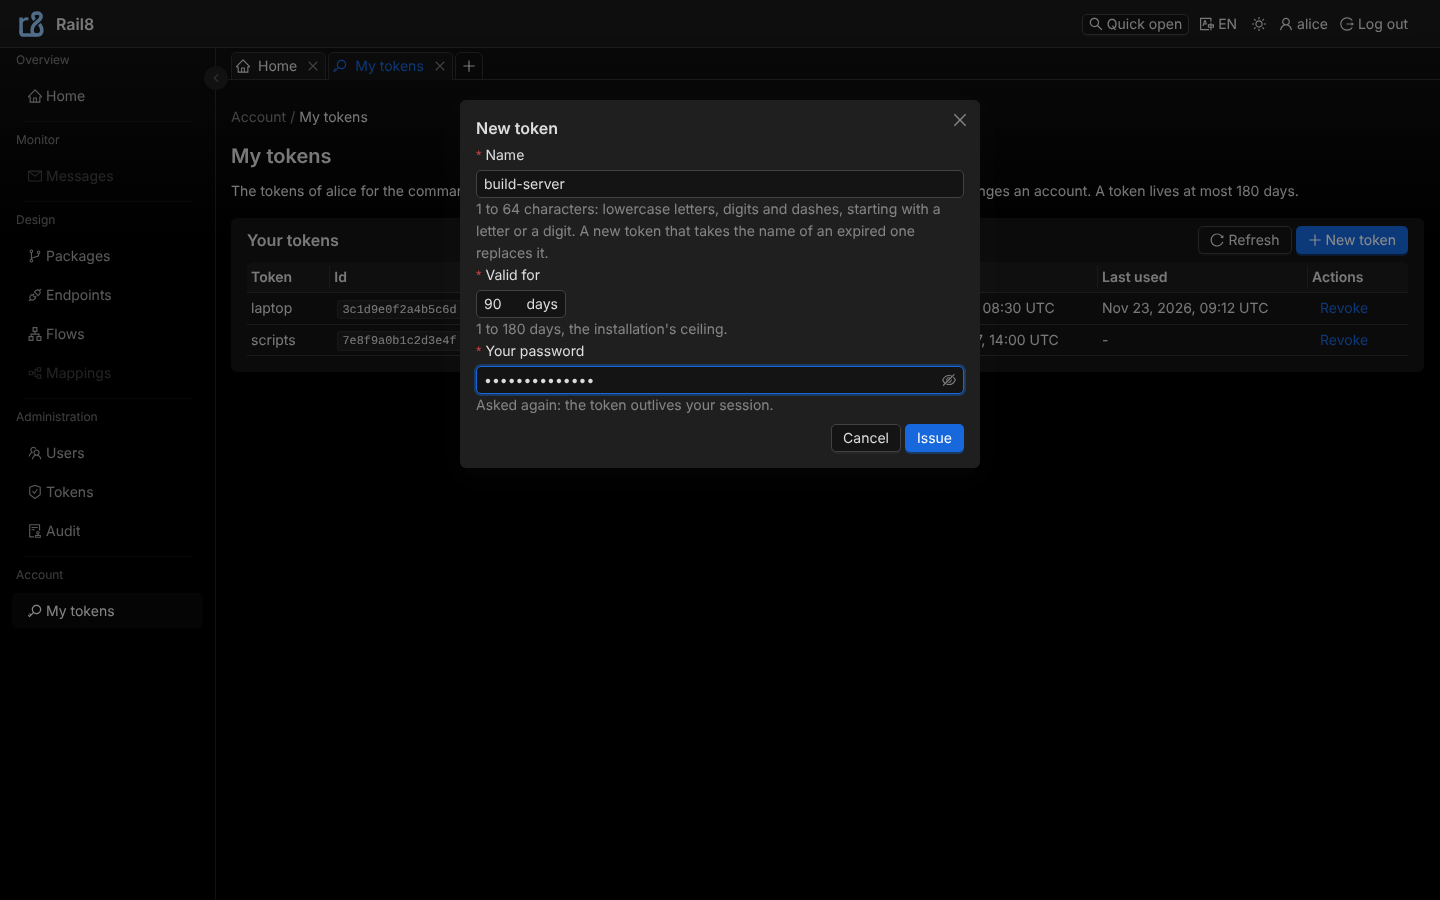 Rail8
Quick open
EN
alice
Log out
Overview
Home
Monitor
Messages
Design
Packages
Endpoints
Flows
Mappings
Administration
Users
Tokens
Audit
Account
My tokens
Home
My tokens
Account / My tokens
My tokens
The tokens of alice for the comma
nges an account. A token lives at most 180 days.
Your tokens
Refresh
New token
Token Id Last used Actions
laptop 3c1d9e0f2a4b5c6d 08:30 UTC Nov 23, 2026, 09:12 UTC Revoke
scripts 7e8f9a0b1c2d3e4f 7, 14:00 UTC - Revoke
New token
* Name
build-server
1 to 64 characters: lowercase letters, digits and dashes, starting with a
letter or a digit. A new token that takes the name of an expired one
replaces it.
* Valid for
90 days
1 to 180 days, the installation's ceiling.
* Your password
••••••••••••••
Asked again: the token outlives your session.
Cancel
Issue